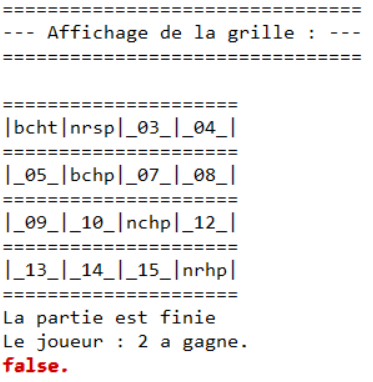 ================================
--- Affichage de la grille : ---
================================
=====================
|bcht|nrsp|_03_|_04_|
=====================
|_05_|bchp|_07_|_08_|
=====================
|_09_|_10_|nchp|_12_|
=====================
|_13_|_14_|_15_|nrhp|
=====================
La partie est finie
Le joueur : 2 a gagne.
false.